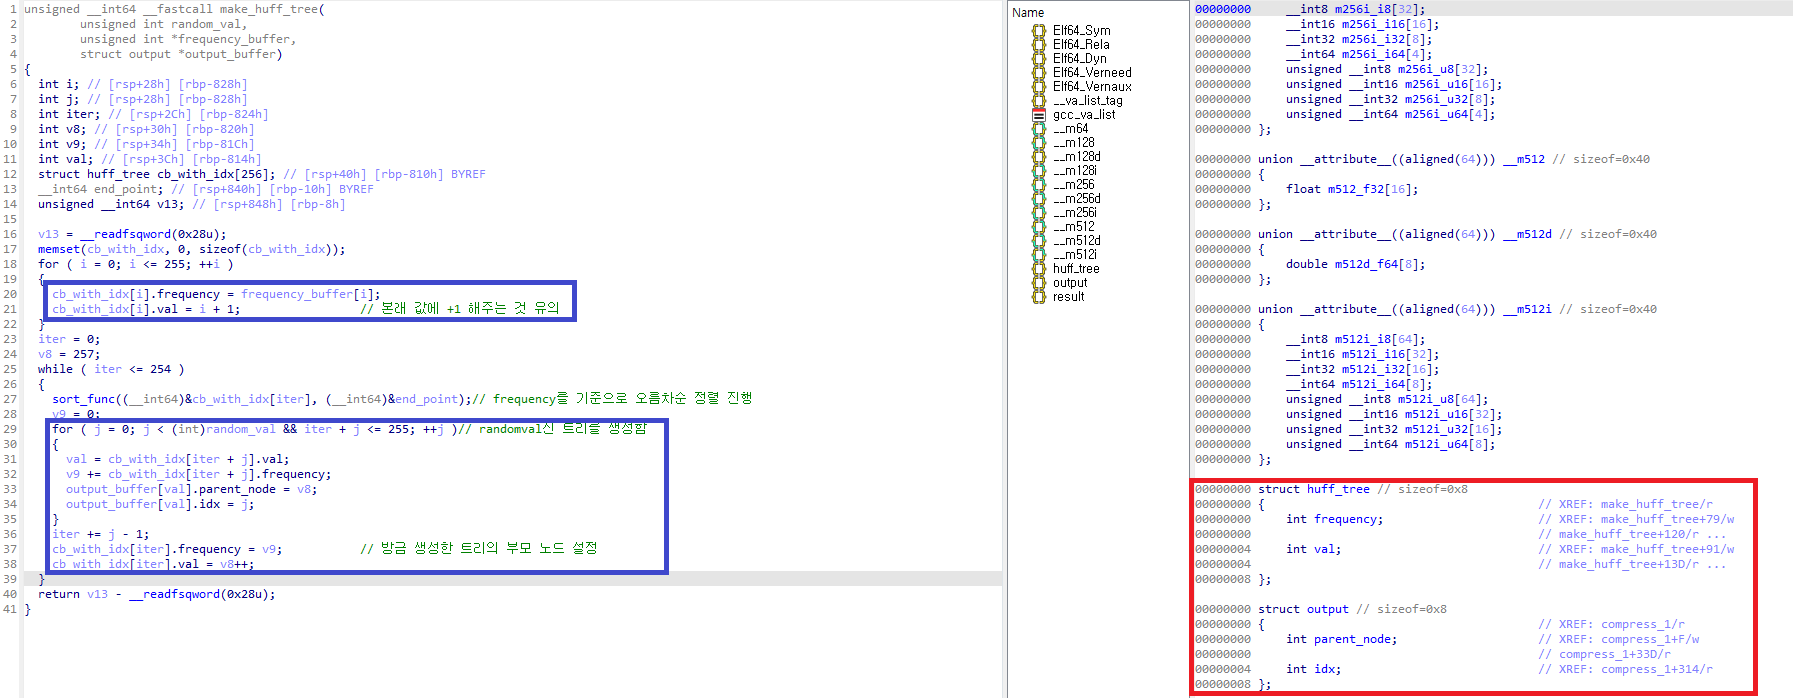 1 unsigned __int64 __fastcall make_huff_tree(
2 unsigned int random_val,
3 unsigned int *frequency_buffer,
4 struct output *output_buffer)
5 {
6 int i; // [rsp+28h] [rbp-828h]
7 int j; // [rsp+28h] [rbp-828h]
8 int iter; // [rsp+2Ch] [rbp-824h]
9 int v8; // [rsp+30h] [rbp-820h]
10 int v9; // [rsp+34h] [rbp-81Ch]
11 int val; // [rsp+3Ch] [rbp-814h]
12 struct huff_tree cb_with_idx[256]; // [rsp+40h] [rbp-810h] BYREF
13 __int64 end_point; // [rsp+840h] [rbp-10h] BYREF
14 unsigned __int64 v13; // [rsp+848h] [rbp-8h]
15
16 v13 = __readfsqword(0x28u);
17 memset(cb_with_idx, 0, sizeof(cb_with_idx));
18 for ( i = 0; i <= 255; ++i )
19 {
20 cb_with_idx[i].frequency = frequency_buffer[i];
21 cb_with_idx[i].val = i + 1; // 본래 값에 +1 해주는 것 유의
22 }
23 iter = 0;
24 v8 = 257;
25 while ( iter <= 254 )
26 {
27 sort_func((__int64)&cb_with_idx[iter], (__int64)&end_point);// frequency를 기준으로 오름차순 정렬 진행
28 v9 = 0;
29 for ( j = 0; j < (int)random_val && iter + j <= 255; ++j )// randomval진 트리를 생성함
30 {
31 val = cb_with_idx[iter + j].val;
32 v9 += cb_with_idx[iter + j].frequency;
33 output_buffer[val].parent_node = v8;
34 output_buffer[val].idx = j;
35 }
36 iter += j - 1;
37 cb_with_idx[iter].frequency = v9; // 방금 생성한 트리의 부모 노드 설정
38 cb_with_idx[iter].val = v8++;
39 }
40 return v13 - __readfsqword(0x28u);
41 }
Name
Elf64_Sym
Elf64_Rela
Elf64_Dyn
Elf64_Verneed
Elf64_Vernaux
__va_list_tag
gcc_va_list
__m64
__m128
__m128d
__m128i
__m256
__m256d
__m256i
__m512
__m512d
__m512i
huff_tree
output
result
00000000 __int8 m256i_i8[32];
00000000 __int16 m256i_i16[16];
00000000 __int32 m256i_i32[8];
00000000 __int64 m256i_i64[4];
00000000 unsigned __int8 m256i_u8[32];
00000000 unsigned __int16 m256i_u16[16];
00000000 unsigned __int32 m256i_u32[8];
00000000 unsigned __int64 m256i_u64[4];
00000000 };
00000000 union __attribute__((aligned(64))) __m512 // sizeof=0x40
00000000 {
00000000 float m512_f32[16];
00000000 };
00000000 union __attribute__((aligned(64))) __m512d // sizeof=0x40
00000000 {
00000000 double m512d_f64[8];
00000000 };
00000000 union __attribute__((aligned(64))) __m512i // sizeof=0x40
00000000 {
00000000 __int8 m512i_i8[64];
00000000 __int16 m512i_i16[32];
00000000 __int32 m512i_i32[16];
00000000 __int64 m512i_i64[8];
00000000 unsigned __int8 m512i_u8[64];
00000000 unsigned __int16 m512i_u16[32];
00000000 unsigned __int32 m512i_u32[16];
00000000 unsigned __int64 m512i_u64[8];
00000000 };
00000000 struct huff_tree // sizeof=0x8
00000000 { // XREF: make_huff_tree/r
00000000 int frequency; // XREF: make_huff_tree+79/w
00000000 // make_huff_tree+120/r ...
00000004 int val; // XREF: make_huff_tree+91/w
00000004 // make_huff_tree+13D/r ...
00000008 };
00000000 struct output // sizeof=0x8
00000000 { // XREF: compress_1/r
00000000 int parent_node; // XREF: compress_1+F/w
00000000 // compress_1+33D/r
00000004 int idx; // XREF: compress_1+314/r
00000008 };